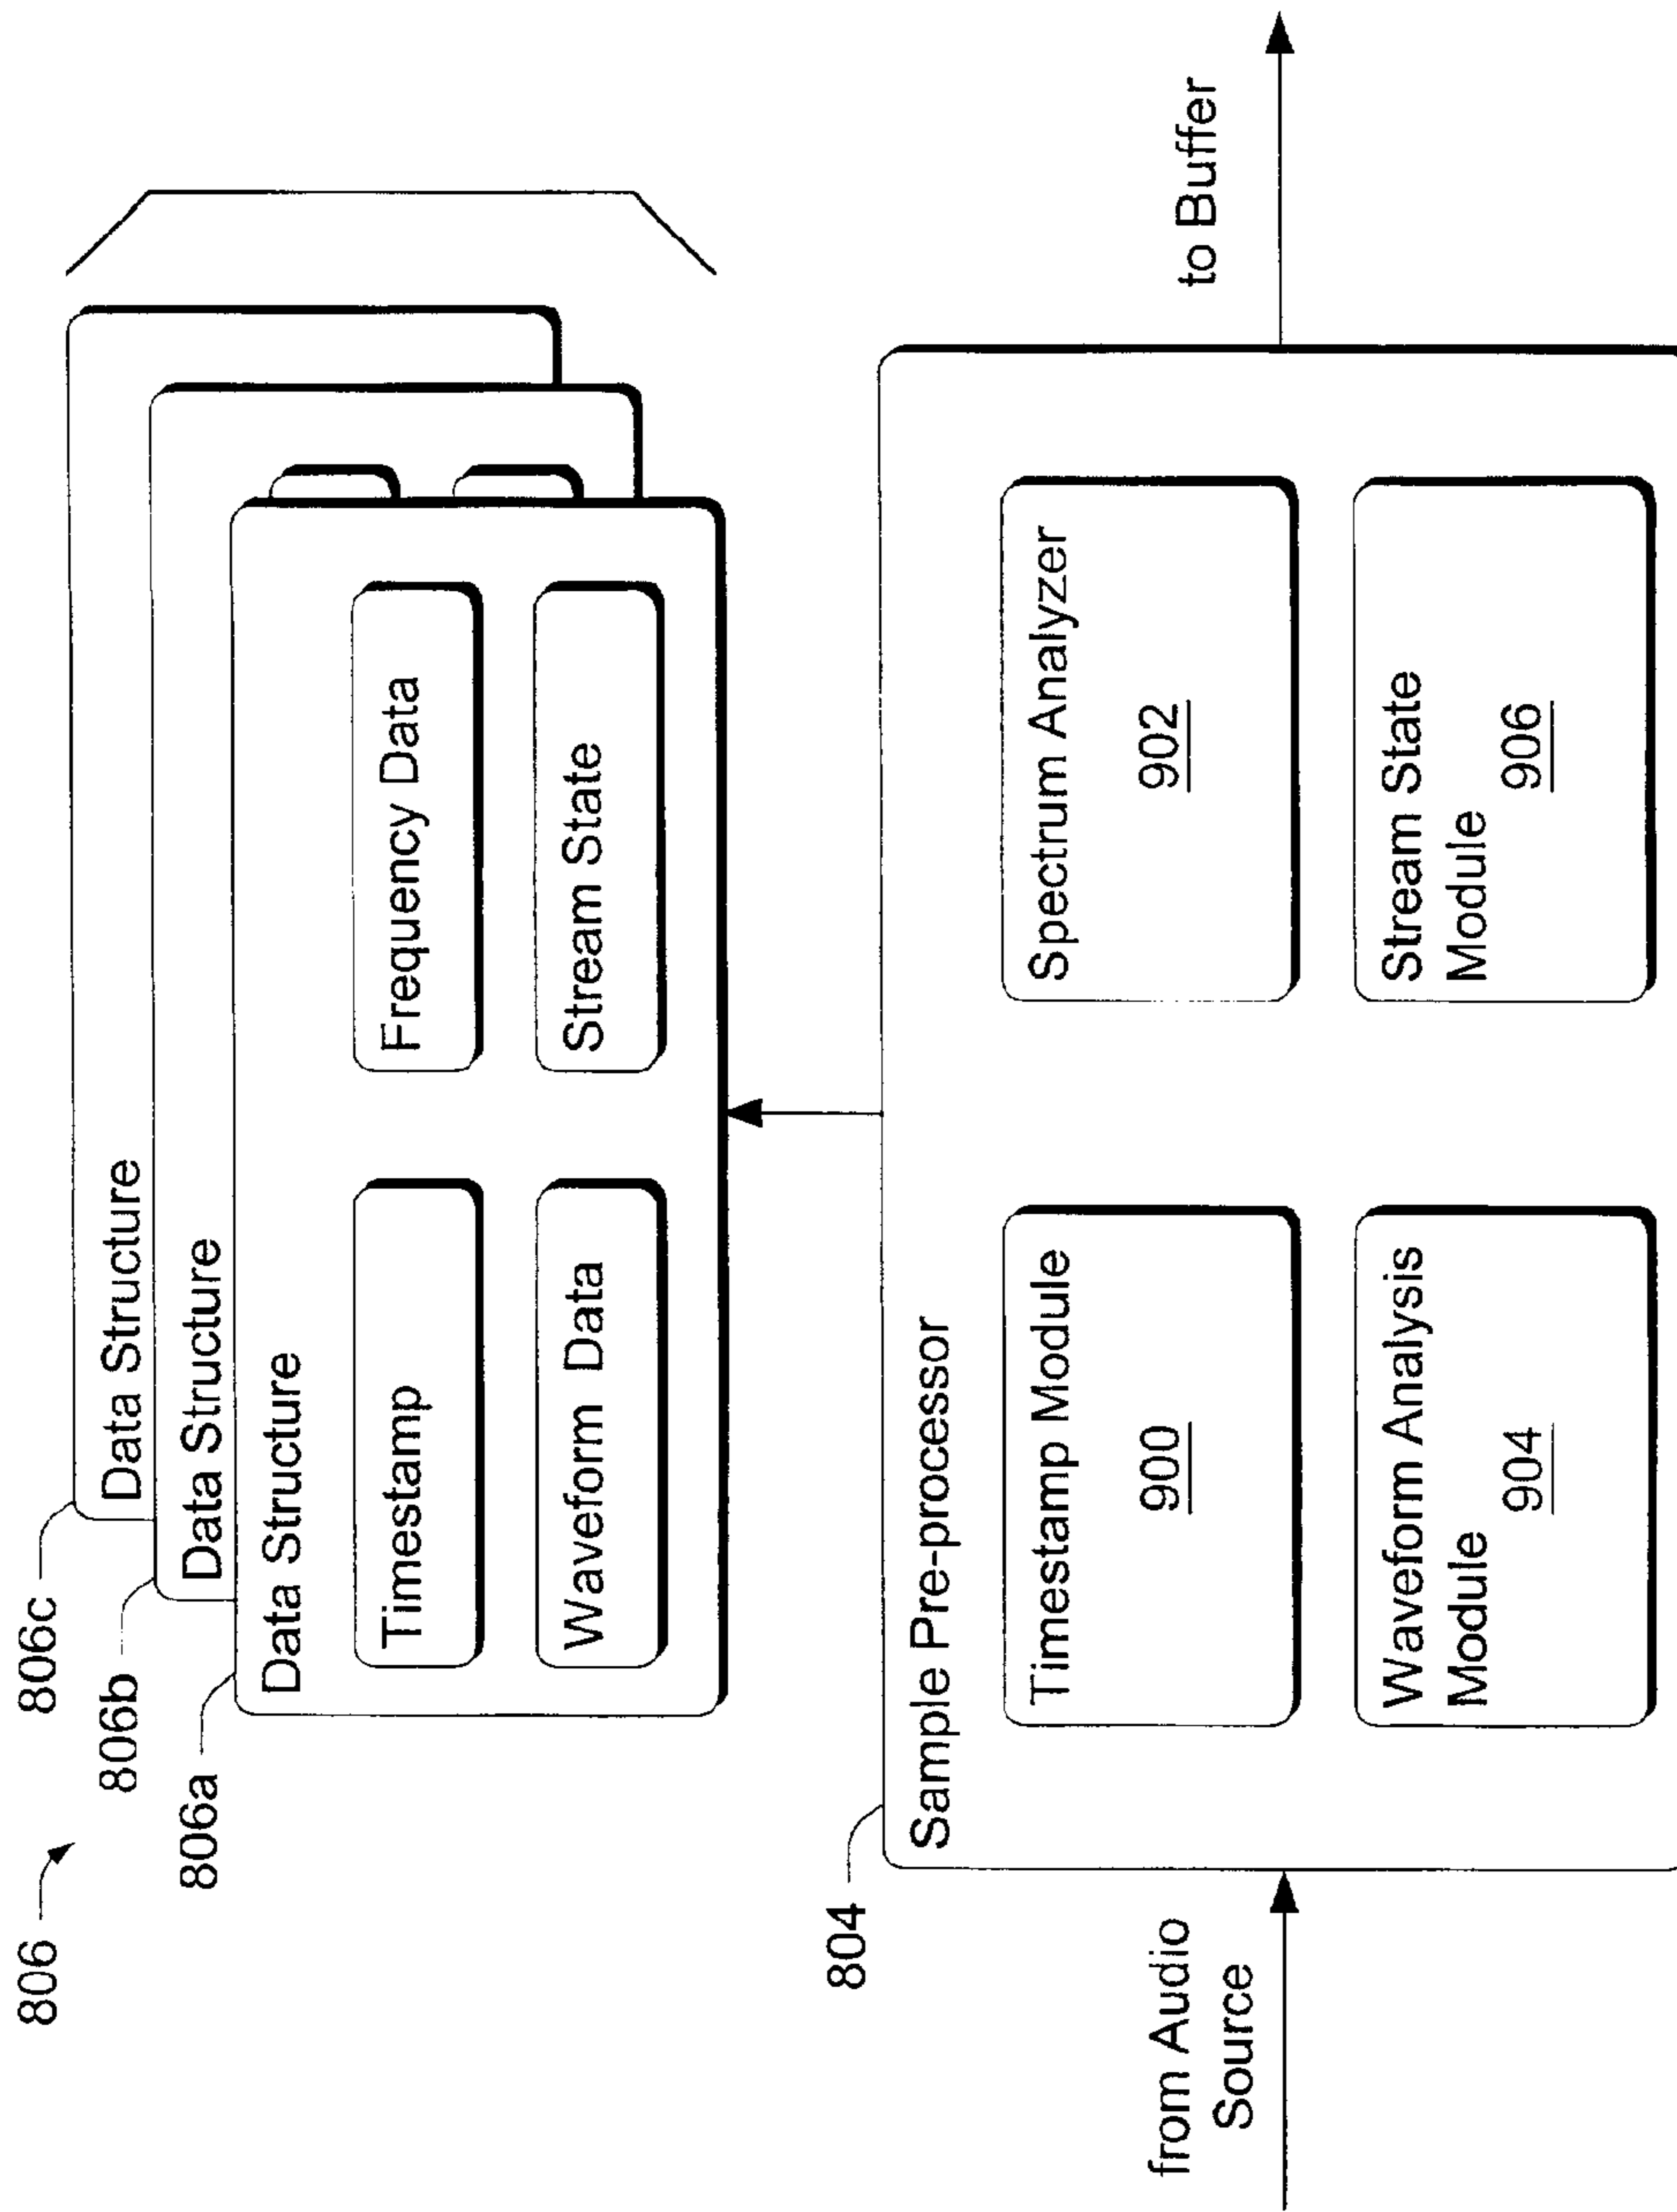 806
806c
806b
806a
Data Structure
Data Structure
Data Structure
Timestamp
Frequency Data
Waveform Data
Stream State
804
Sample Pre-processor
from Audio
Source
to Buffer
Timestamp Module
900
Spectrum Analyzer
902
Waveform Analysis
Module
904
Stream State
Module
906